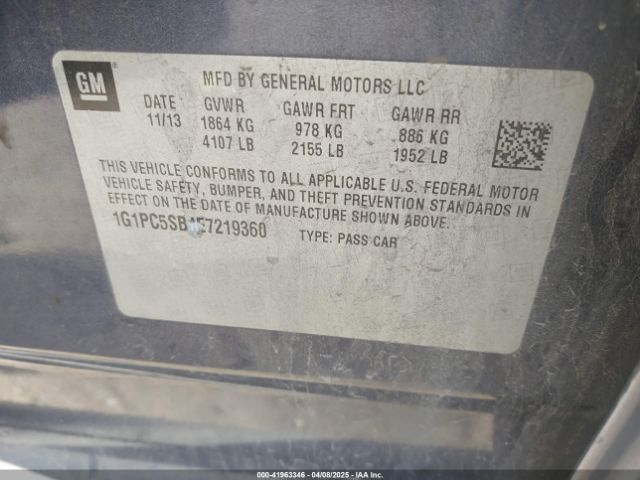 GM
MFD BY GENERAL MOTORS LLC
DATE GVWR GAWR FRT GAWR RR
11/13 1864 KG 978 KG 886 KG
4107 LB 2155 LB 1952 LB
THIS VEHICLE CONFORMS TO ALL APPLICABLE U.S. FEDERAL MOTOR
VEHICLE SAFETY, BUMPER, AND THEFT PREVENTION STANDARDS IN
EFFECT ON THE DATE OF MANUFACTURE SHOWN ABOVE.
1G1PC5SB4E7219360 TYPE: PASS CAR
000-41963346 - 04/08/2025 - IAA Inc.